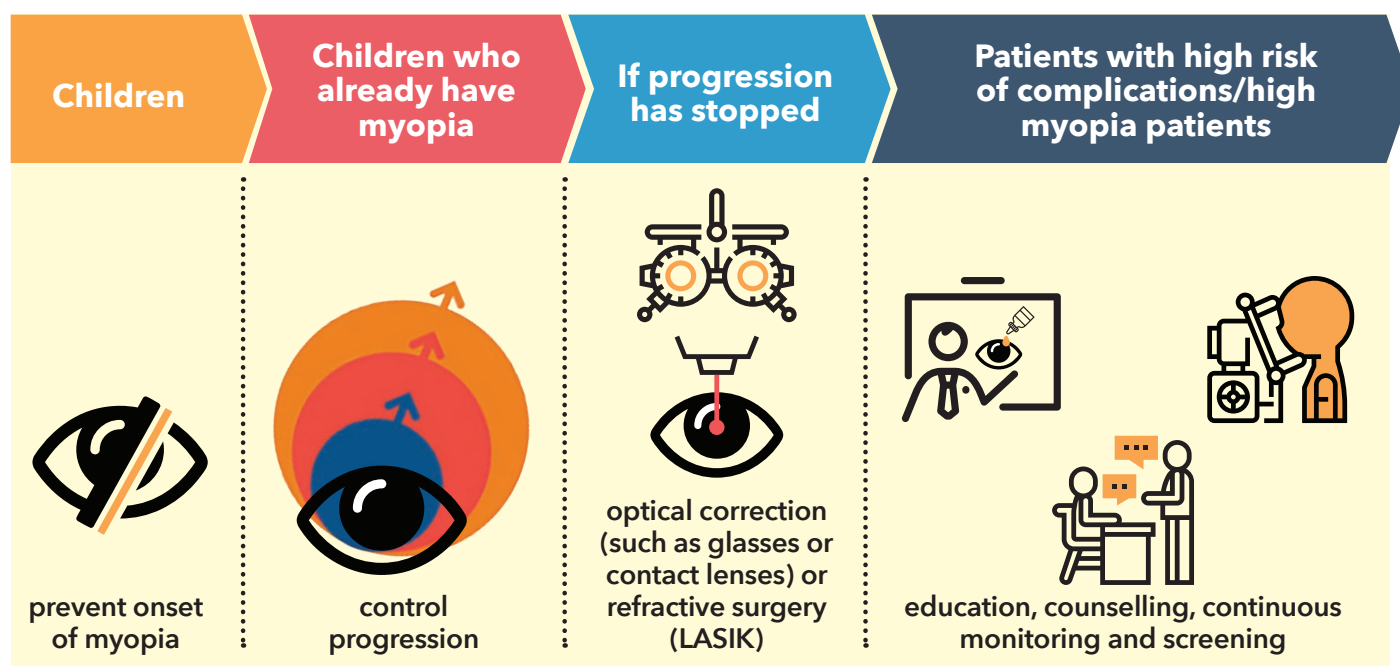 Children
prevent onset
of myopia
Children who
already have
myopia
control
progression
If progression
has stopped
optical correction
(such as glasses or
contact lenses) or
refractive surgery
(LASIK)
Patients with high risk
of complications/high
myopia patients
education, counselling, continuous
monitoring and screening